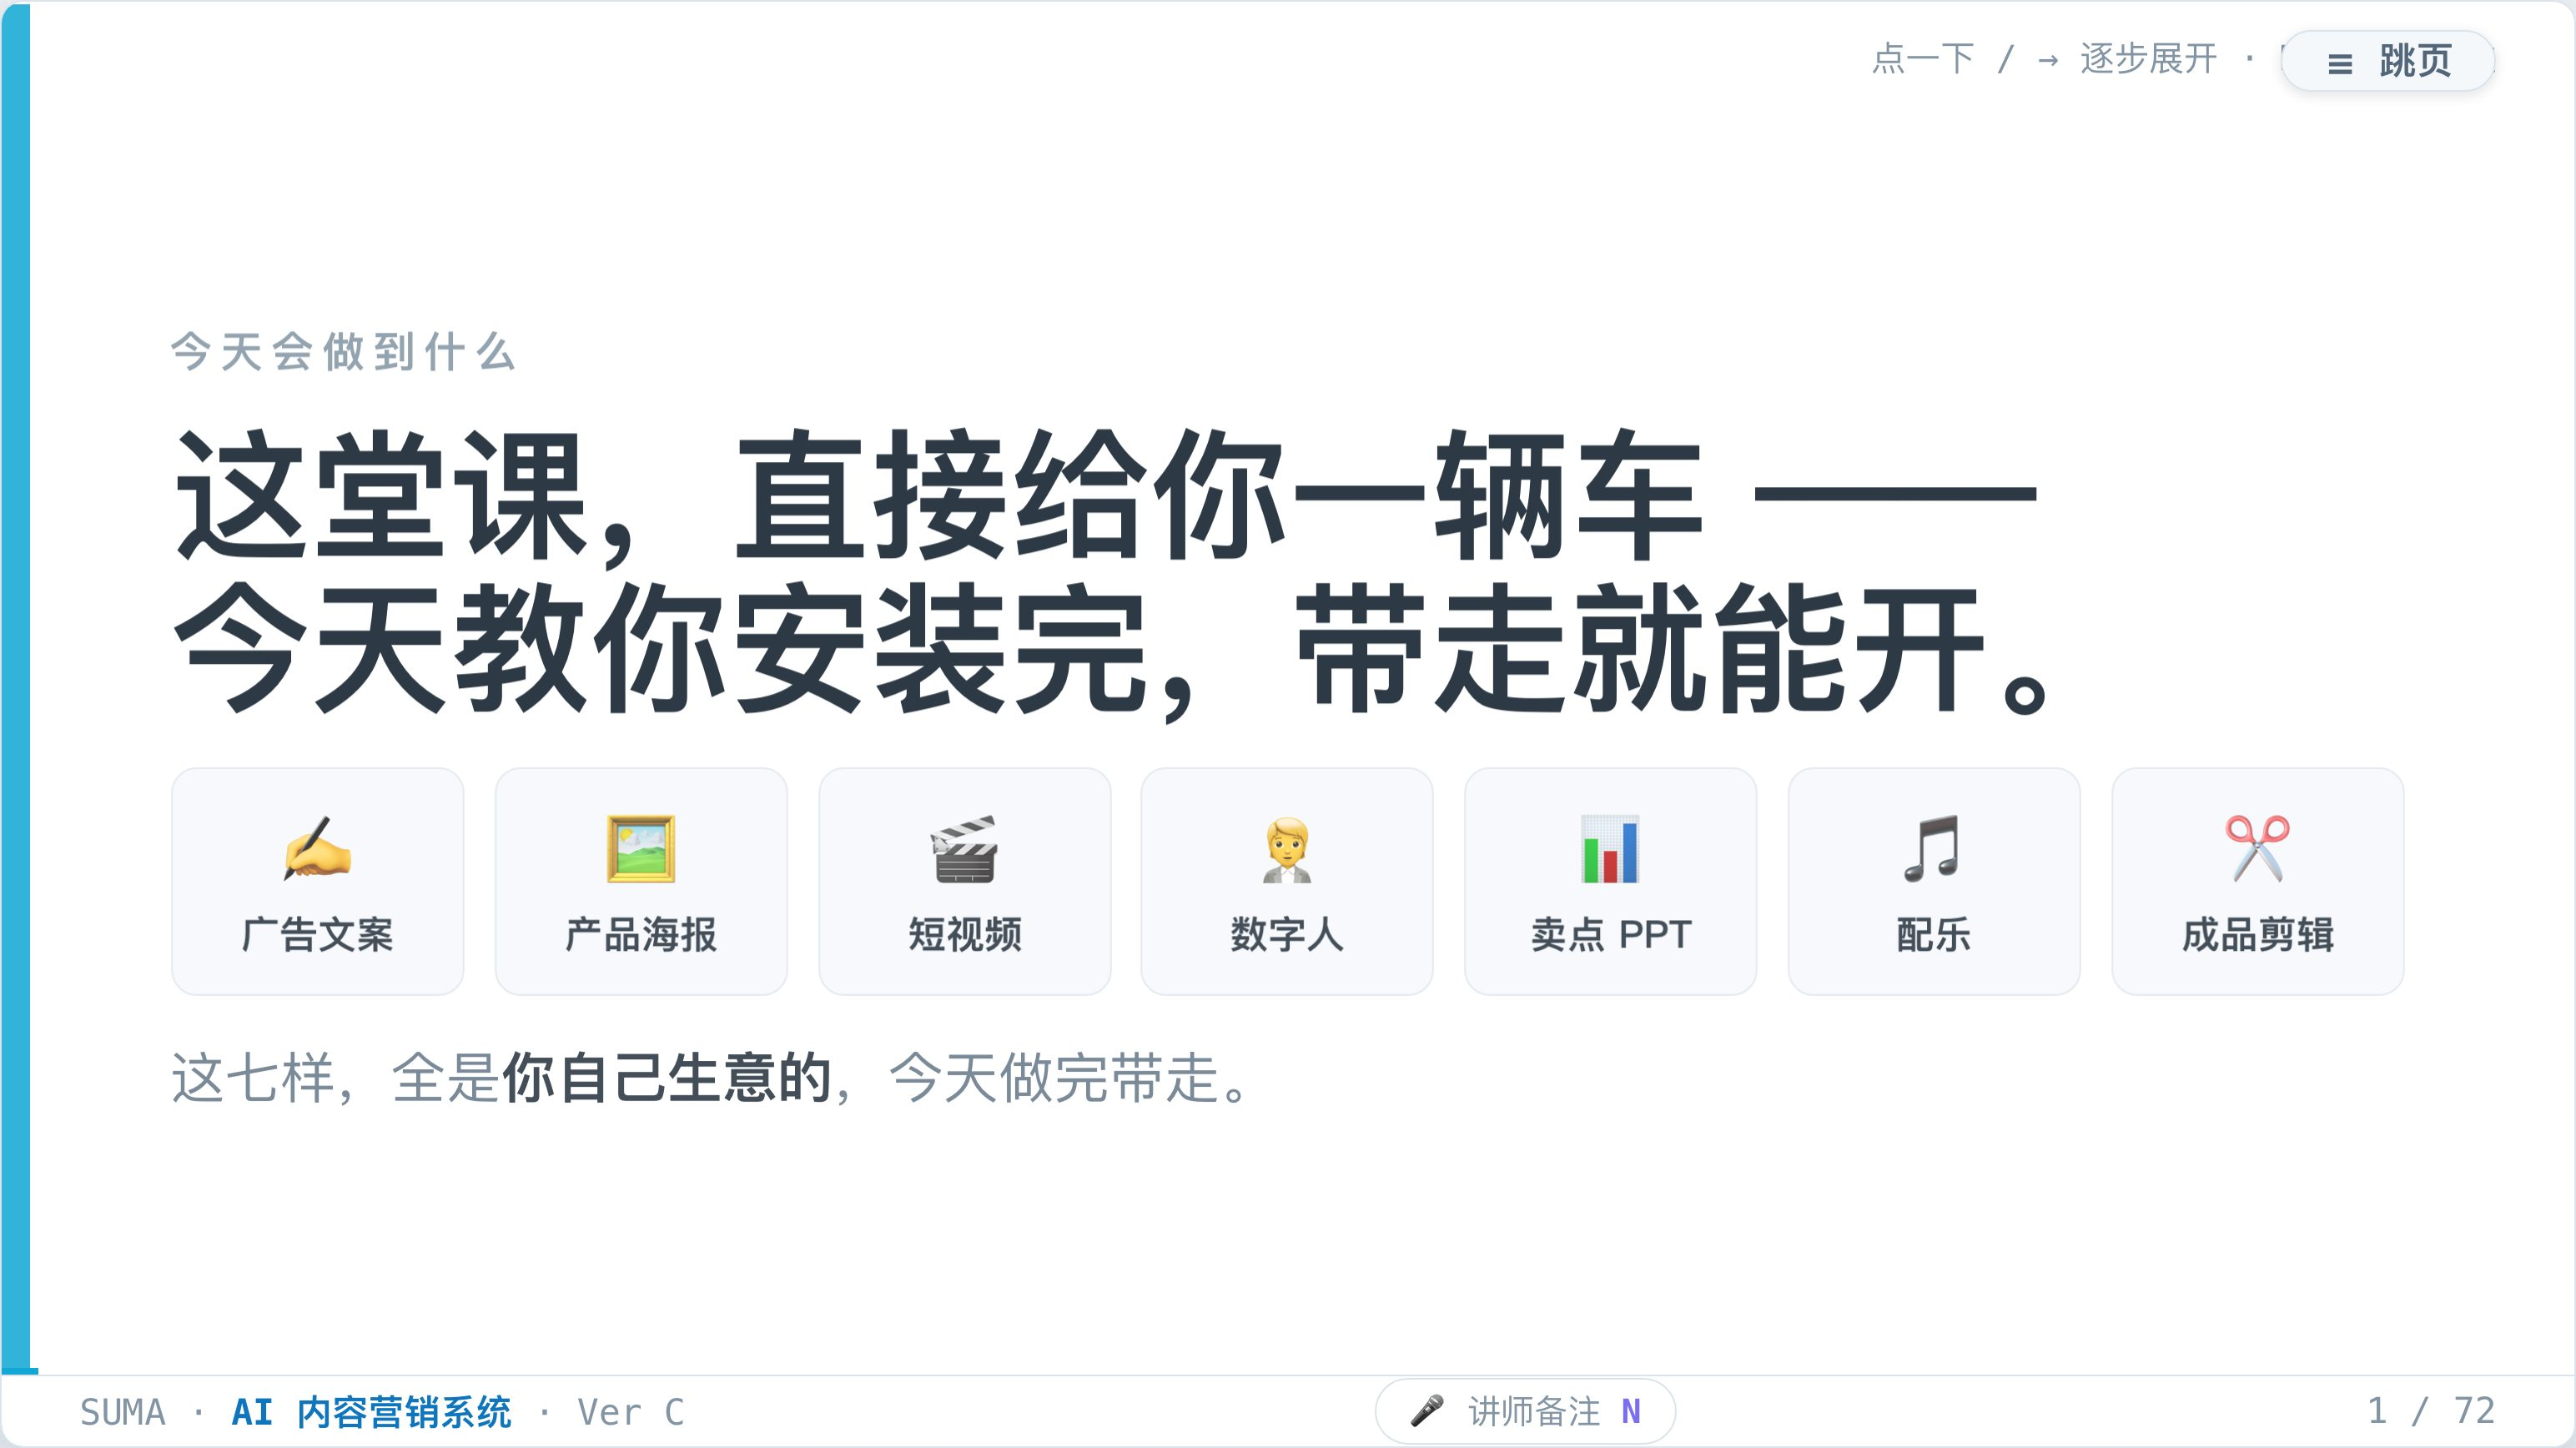 点一下 / → 逐步展开 ·
≡ 跳页
今天会做到什么
这堂课，直接给你一辆车 ——
今天教你安装完，带走就能开。
广告文案
产品海报
短视频
数字人
卖点 PPT
配乐
成品剪辑
这七样，全是你自己生意的，今天做完带走。
SUMA · AI 内容营销系统 · Ver C
讲师备注 N
1 / 72